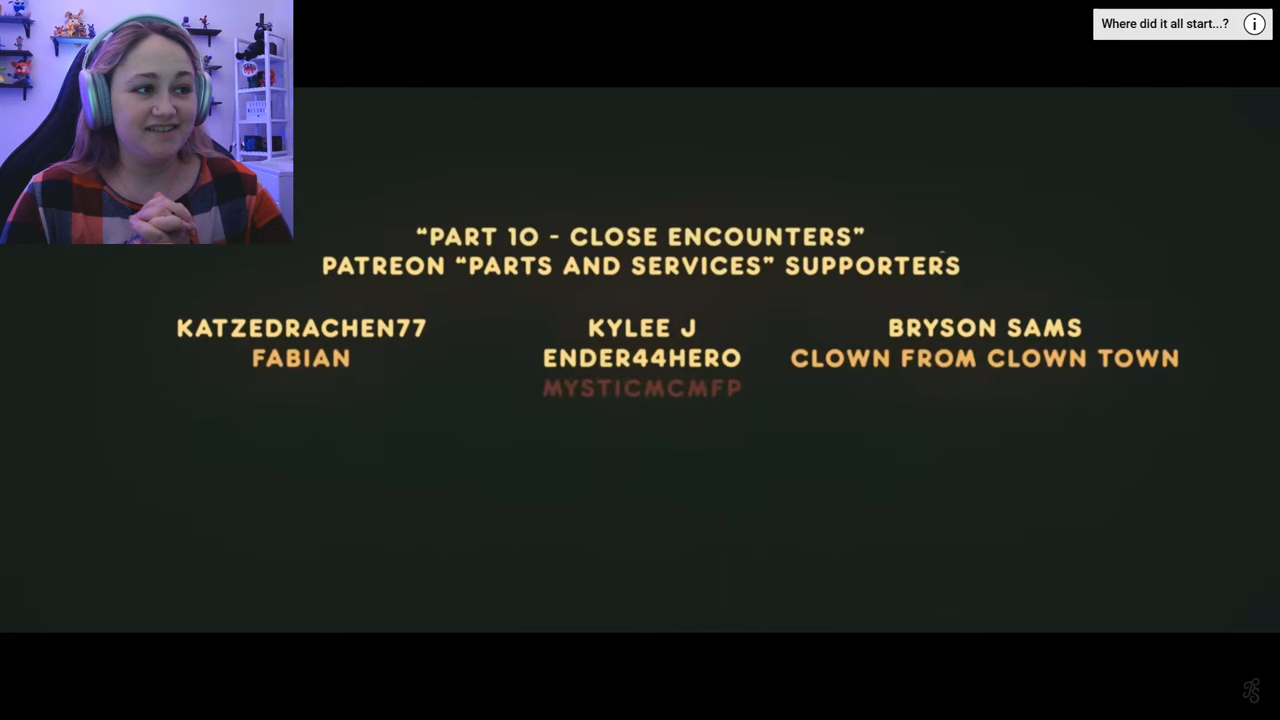 Where did it all start...?
“PART 10 - CLOSE ENCOUNTERS”
PATREON “PARTS AND SERVICES” SUPPORTERS
KATZEDRACHEN77
FABIAN
KYLEE J
ENDER44HERO
MYSTICMCMFP
BRYSON SAMS
CLOWN FROM CLOWN TOWN